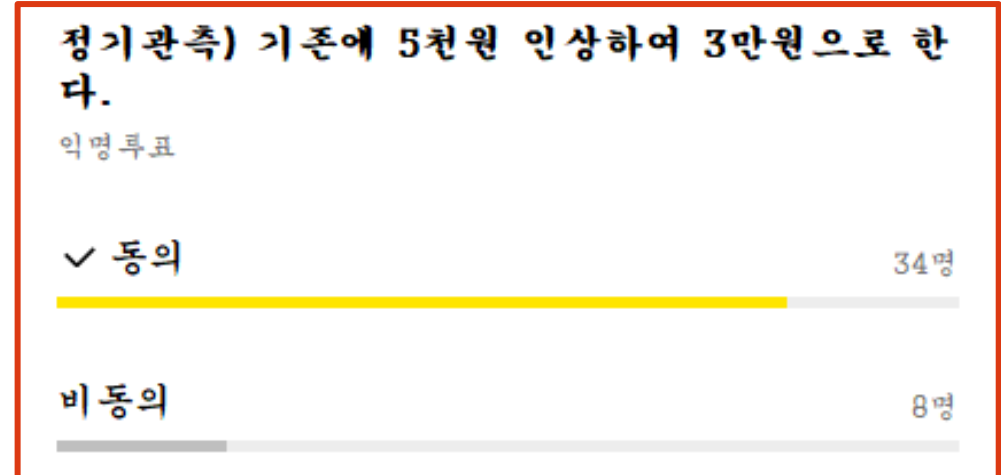 정기관측) 기존에 5천원 인상하여 3만원으로 한
다.
익명투표
동의
34명
비동의
8명